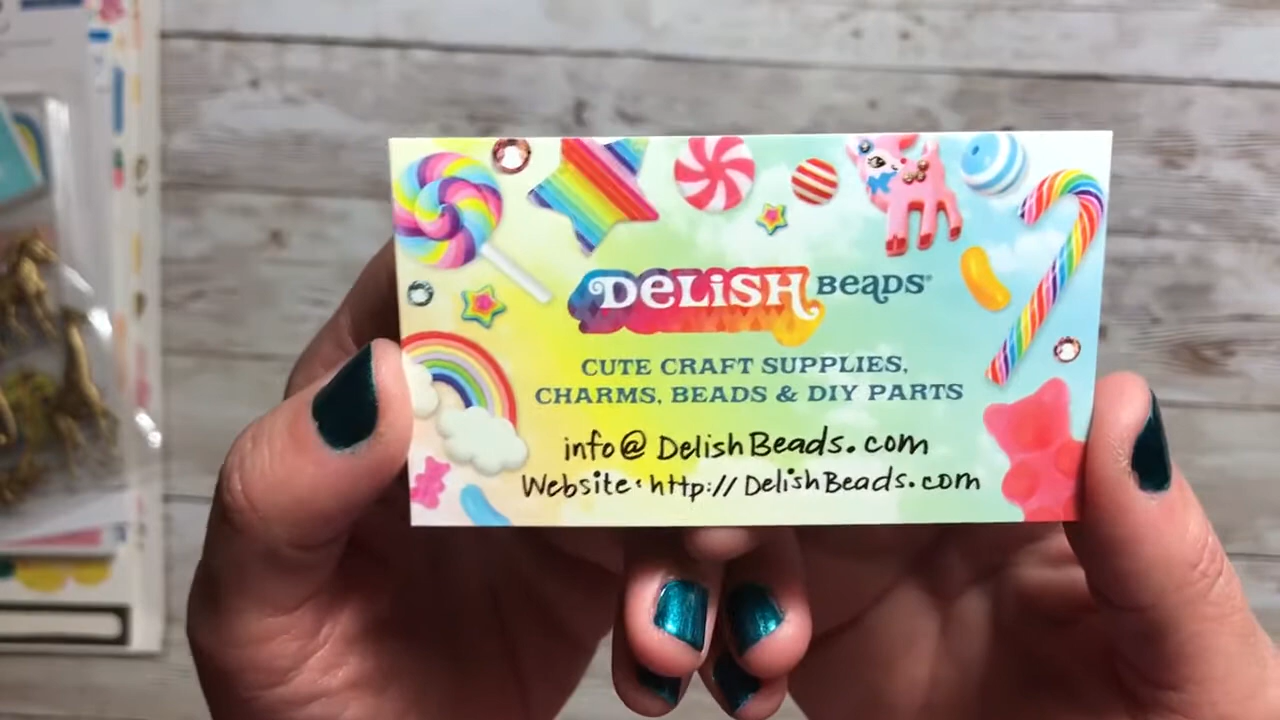 DELiSH BEADS®
CUTE CRAFT SUPPLIES,
CHARMS, BEADS & DIY PARTS
info@DelishBeads.com
Website: http://DelishBeads.com